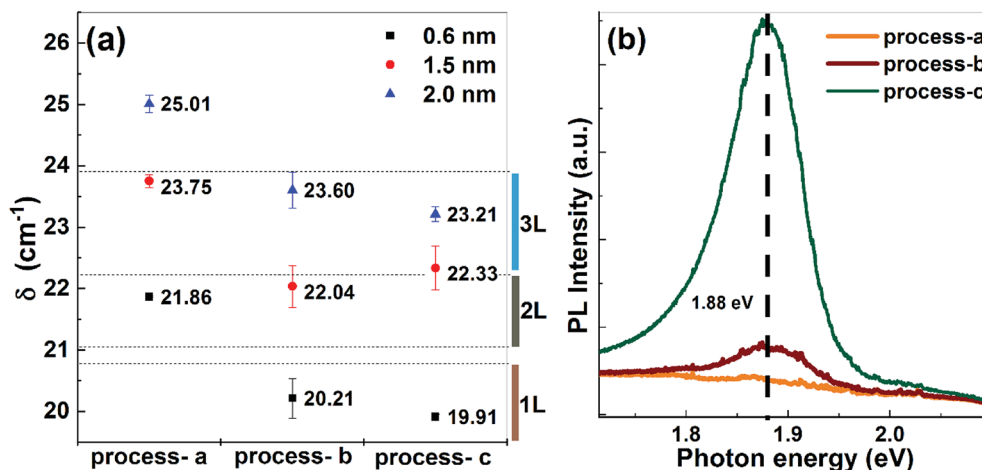 (a)
0.6 nm
1.5 nm
2.0 nm
δ (cm⁻¹)
26
25
24
23
22
21
20
25.01
23.75
21.86
23.60
22.04
20.21
23.21
22.33
19.91
3L
2L
1L
process- a
process- b
process- c
(b)
process-a
process-b
process-c
PL Intensity (a.u.)
1.88 eV
1.8
1.9
2.0
Photon energy (eV)